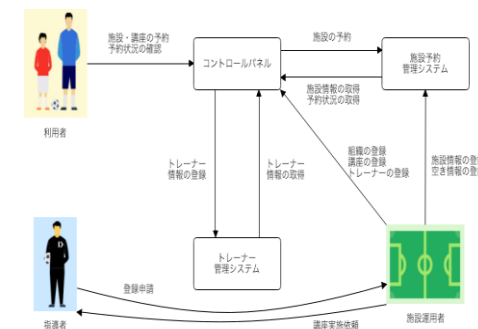 施設・講座の予約
予約状況の確認
施設の予約
コントロールパネル
施設予約
管理システム
施設情報の取得
予約状況の取得
利用者
トレーナー
情報の登録
トレーナー
情報の取得
組織の登録
講座の登録
トレーナーの登録
施設情報の登
空き情報の登
トレーナー
管理システム
登録申請
施設運用者
指導者
講座実施依頼